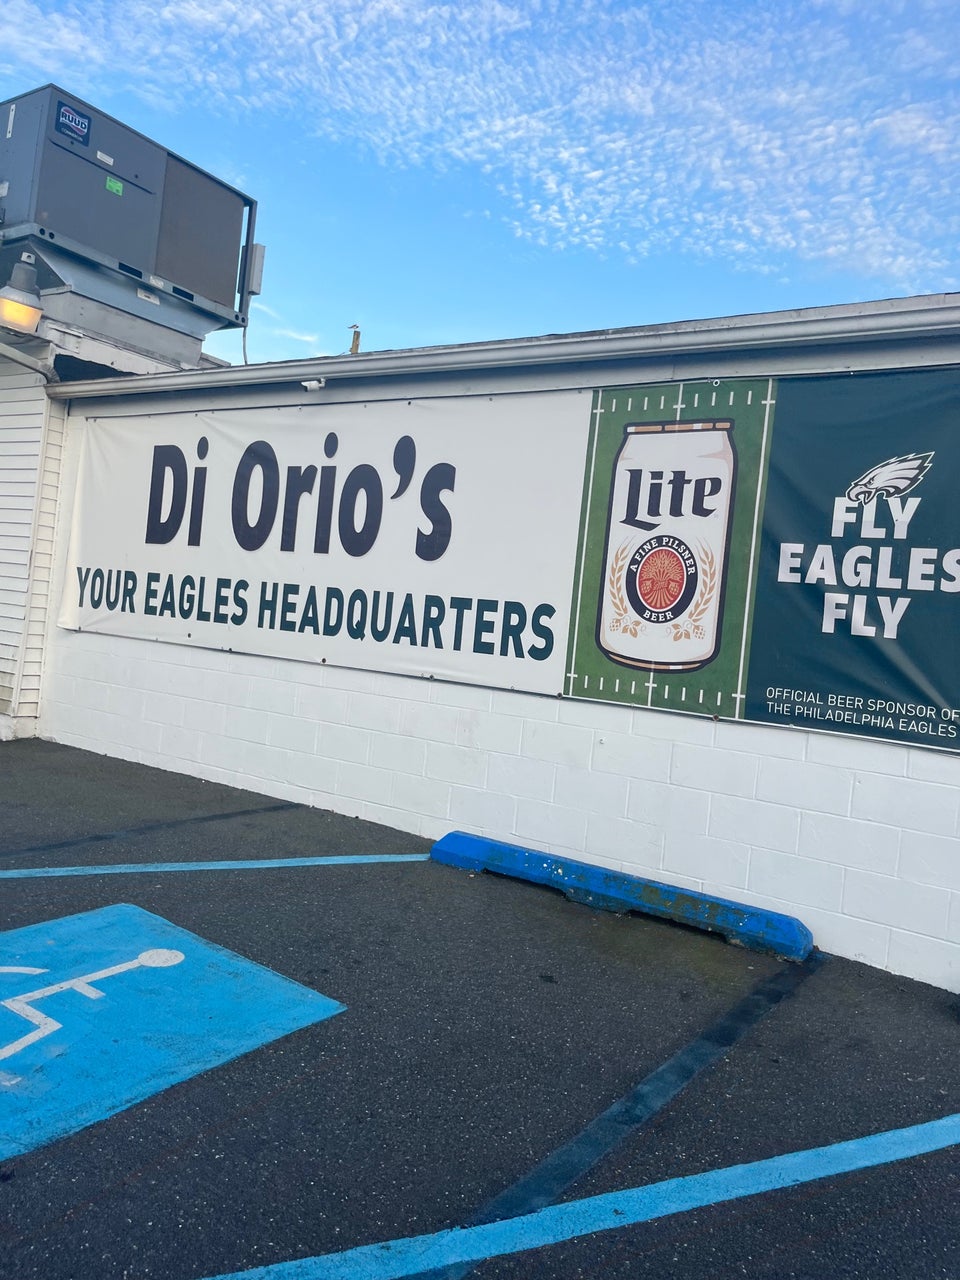 RUUD
COMMERCIAL
Di Orio's
YOUR EAGLES HEADQUARTERS
Lite
A FINE PILSNER
BEER
FLY
EAGLES
FLY
OFFICIAL BEER SPONSOR OF
THE PHILADELPHIA EAGLES